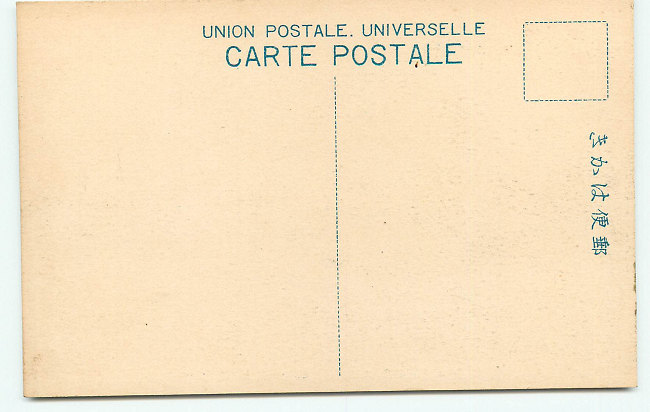 UNION POSTALE. UNIVERSELLE
CARTE POSTALE
郵便はかき